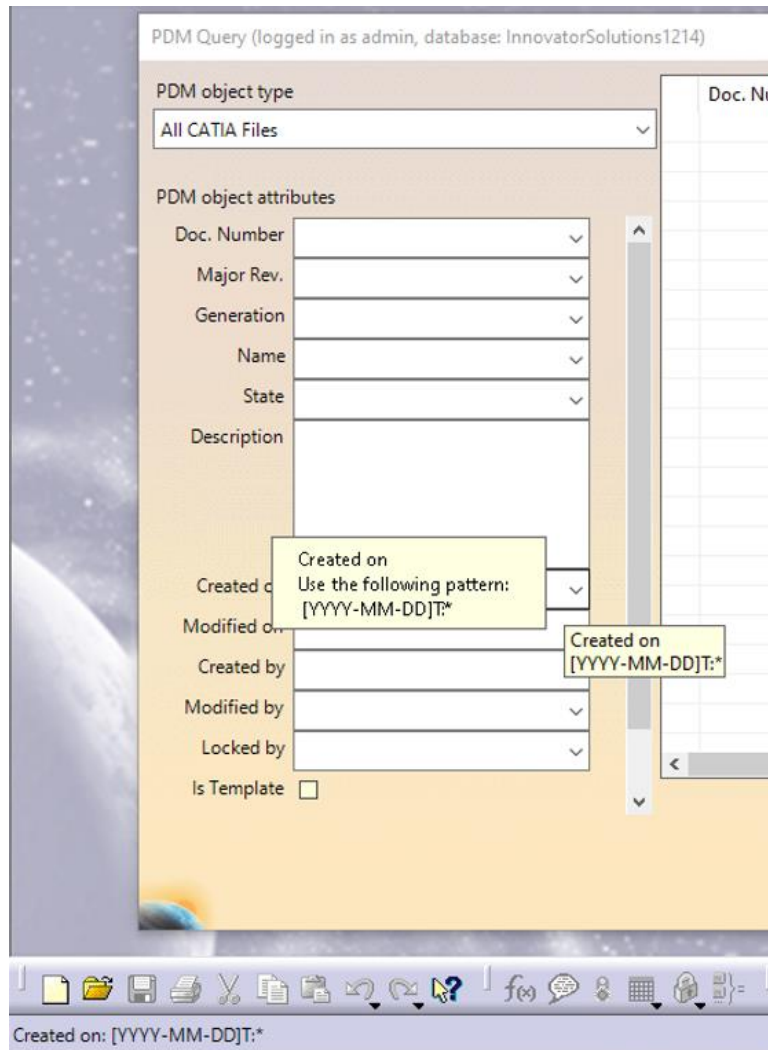 PDM Query (logged in as admin, database: InnovatorSolutions1214)
PDM object type
All CATIA Files
Doc. Nu
PDM object attributes
Doc. Number
Major Rev.
Generation
Name
State
Description
Created on
Use the following pattern:
[YYYY-MM-DD]T:*
Created o
Modified on
Created on
[YYYY-MM-DD]T:*
Created by
Modified by
Locked by
Is Template
f(x)
Created on: [YYYY-MM-DD]T:*